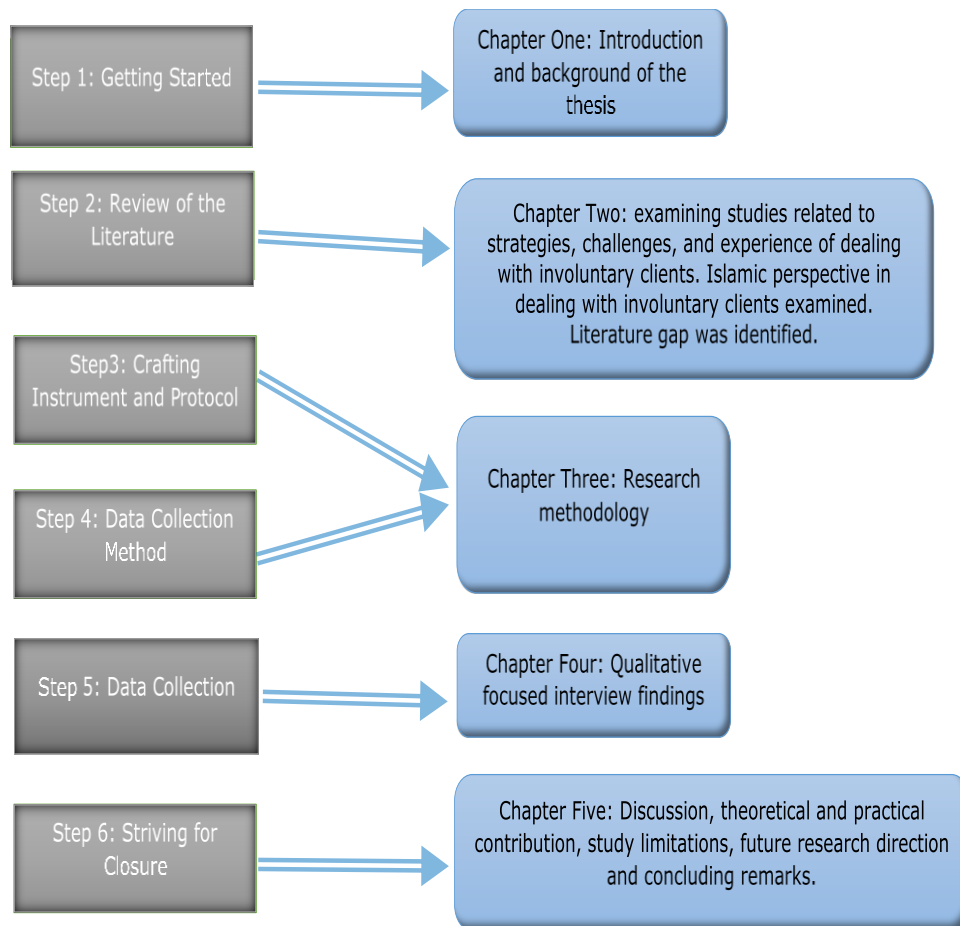 Step 1: Getting Started
Chapter One: Introduction
and background of the
thesis
Step 2: Review of the
Literature
Chapter Two: examining studies related to
strategies, challenges, and experience of dealing
with involuntary clients. Islamic perspective in
dealing with involuntary clients examined.
Literature gap was identified.
Step3: Crafting
Instrument and Protocol
Step 4: Data Collection
Method
Chapter Three: Research
methodology
Step 5: Data Collection
Chapter Four: Qualitative
focused interview findings
Step 6: Striving for
Closure
Chapter Five: Discussion, theoretical and practical
contribution, study limitations, future research direction
and concluding remarks.